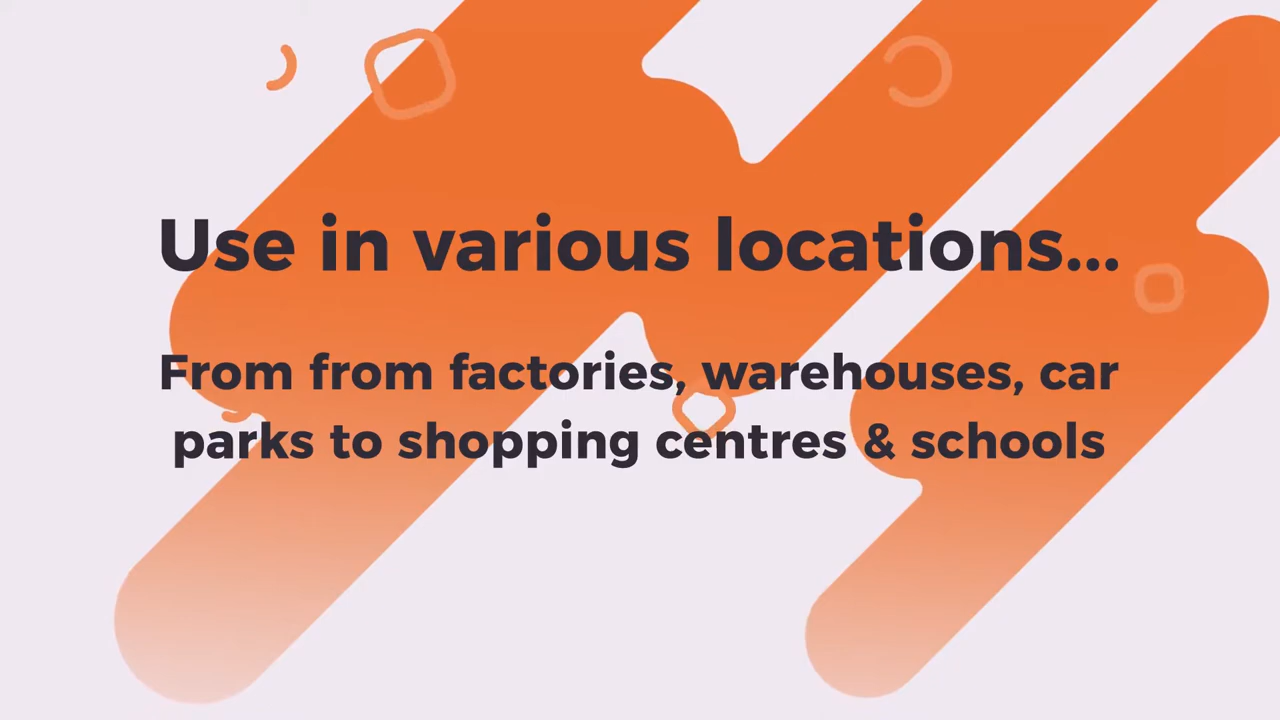 Use in various locations...
From from factories, warehouses, car
parks to shopping centres & schools